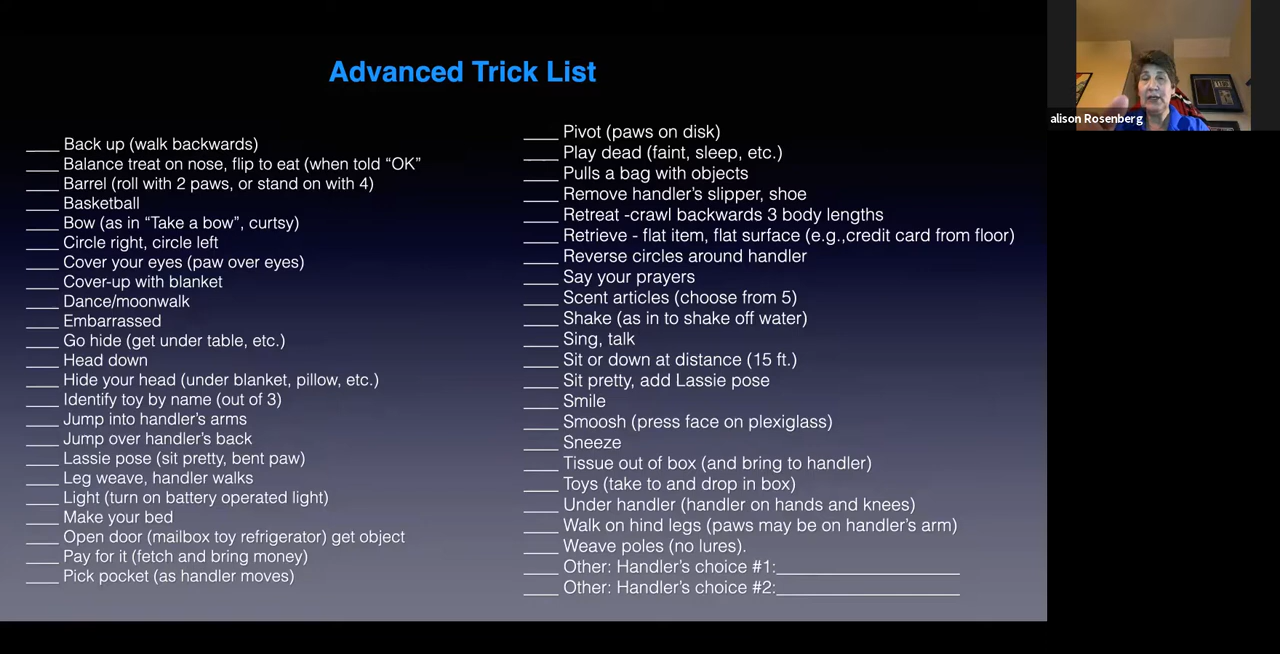 Advanced Trick List
____ Back up (walk backwards)
____ Balance treat on nose, flip to eat (when told “OK”
____ Barrel (roll with 2 paws, or stand on with 4)
____ Basketball
____ Bow (as in “Take a bow”, curtsy)
____ Circle right, circle left
____ Cover your eyes (paw over eyes)
____ Cover-up with blanket
____ Dance/moonwalk
____ Embarrassed
____ Go hide (get under table, etc.)
____ Head down
____ Hide your head (under blanket, pillow, etc.)
____ Identify toy by name (out of 3)
____ Jump into handler’s arms
____ Jump over handler’s back
____ Lassie pose (sit pretty, bent paw)
____ Leg weave, handler walks
____ Light (turn on battery operated light)
____ Make your bed
____ Open door (mailbox toy refrigerator) get object
____ Pay for it (fetch and bring money)
____ Pick pocket (as handler moves)
____ Pivot (paws on disk)
____ Play dead (faint, sleep, etc.)
____ Pulls a bag with objects
____ Remove handler’s slipper, shoe
____ Retreat -crawl backwards 3 body lengths
____ Retrieve - flat item, flat surface (e.g.,credit card from floor)
____ Reverse circles around handler
____ Say your prayers
____ Scent articles (choose from 5)
____ Shake (as in to shake off water)
____ Sing, talk
____ Sit or down at distance (15 ft.)
____ Sit pretty, add Lassie pose
____ Smile
____ Smoosh (press face on plexiglass)
____ Sneeze
____ Tissue out of box (and bring to handler)
____ Toys (take to and drop in box)
____ Under handler (handler on hands and knees)
____ Walk on hind legs (paws may be on handler’s arm)
____ Weave poles (no lures).
____ Other: Handler’s choice #1:______________________
____ Other: Handler’s choice #2:______________________
alison Rosenberg